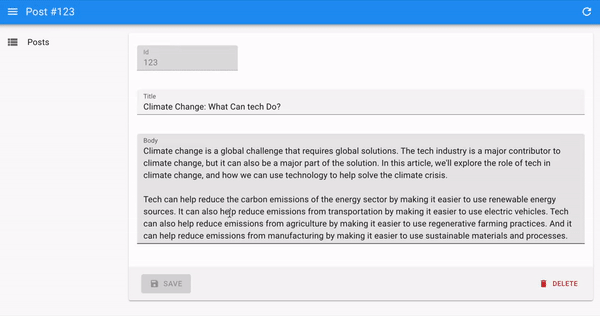 Post #123
Posts
Id
123
Title
Climate Change: What Can tech Do?
Body
Climate change is a global challenge that requires global solutions. The tech industry is a major contributor to
climate change, but it can also be a major part of the solution. In this article, we'll explore the role of tech in
climate change, and how we can use technology to help solve the climate crisis.
Tech can help reduce the carbon emissions of the energy sector by making it easier to use renewable energy
sources. It can also help reduce emissions from transportation by making it easier to use electric vehicles. Tech
can also help reduce emissions from agriculture by making it easier to use regenerative farming practices. And it
can help reduce emissions from manufacturing by making it easier to use sustainable materials and processes.
SAVE
DELETE